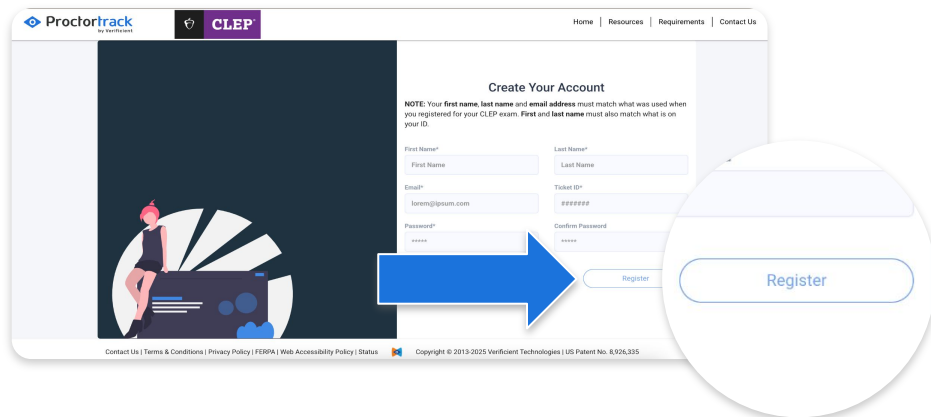 Proctortrack
by Verificient
CLEP
Home | Resources | Requirements | Contact Us
Create Your Account
NOTE: Your first name, last name and email address must match what was used when
you registered for your CLEP exam. First and last name must also match what is on
your ID.
First Name* Last Name*
First Name Last Name
Email* Ticket ID*
lorem@ipsum.com #######
Password* Confirm Password
***** *****
Register
Register
Contact Us | Terms & Conditions | Privacy Policy | FERPA | Web Accessibility Policy | Status Copyright © 2013-2025 Verificient Technologies | US Patent No. 8,926,335